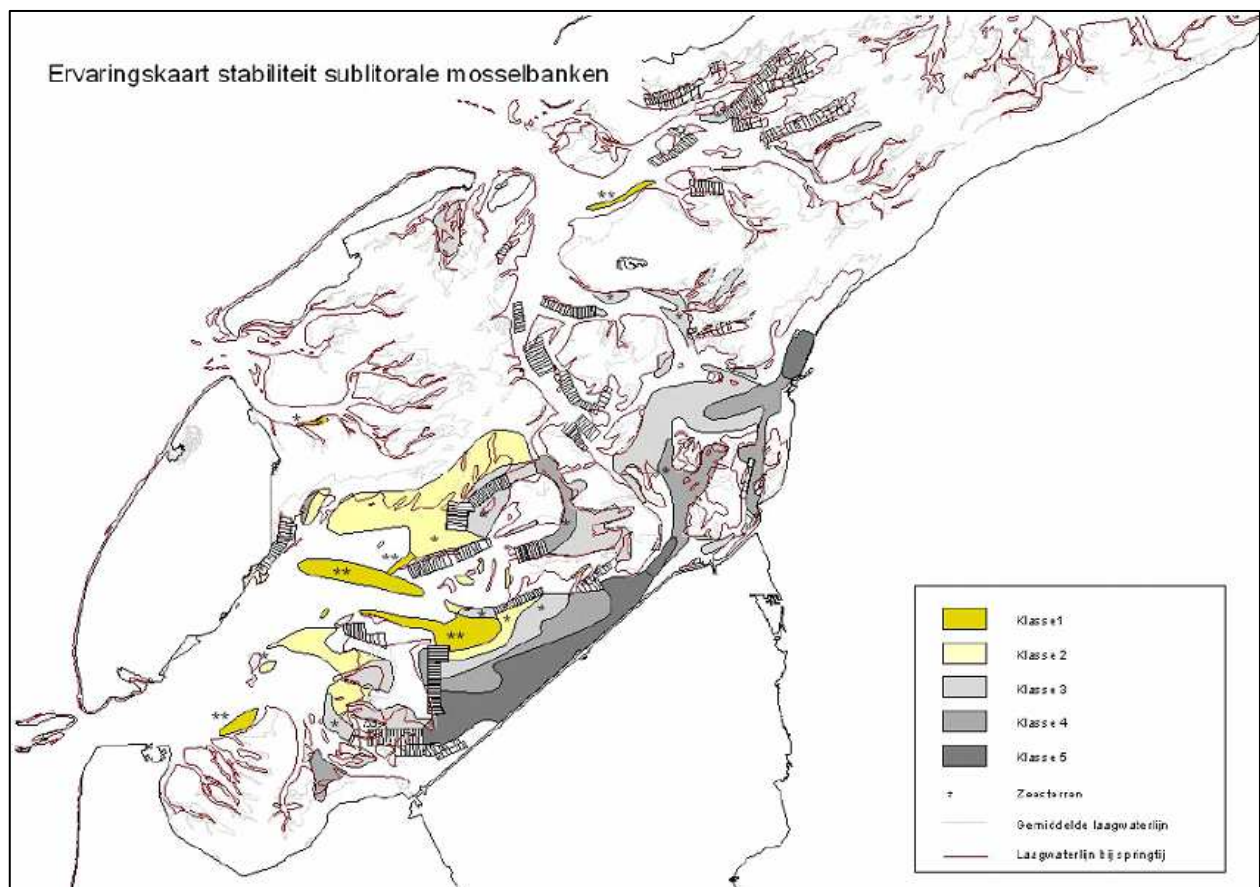 Ervaringskaart stabiliteit sublitorale mosselbanken
Klasse 1
Klasse 2
Klasse 3
Klasse 4
Klasse 5
Zeesterren
Gemiddelde laagwaterlijn
Laagwaterlijn bij springtij